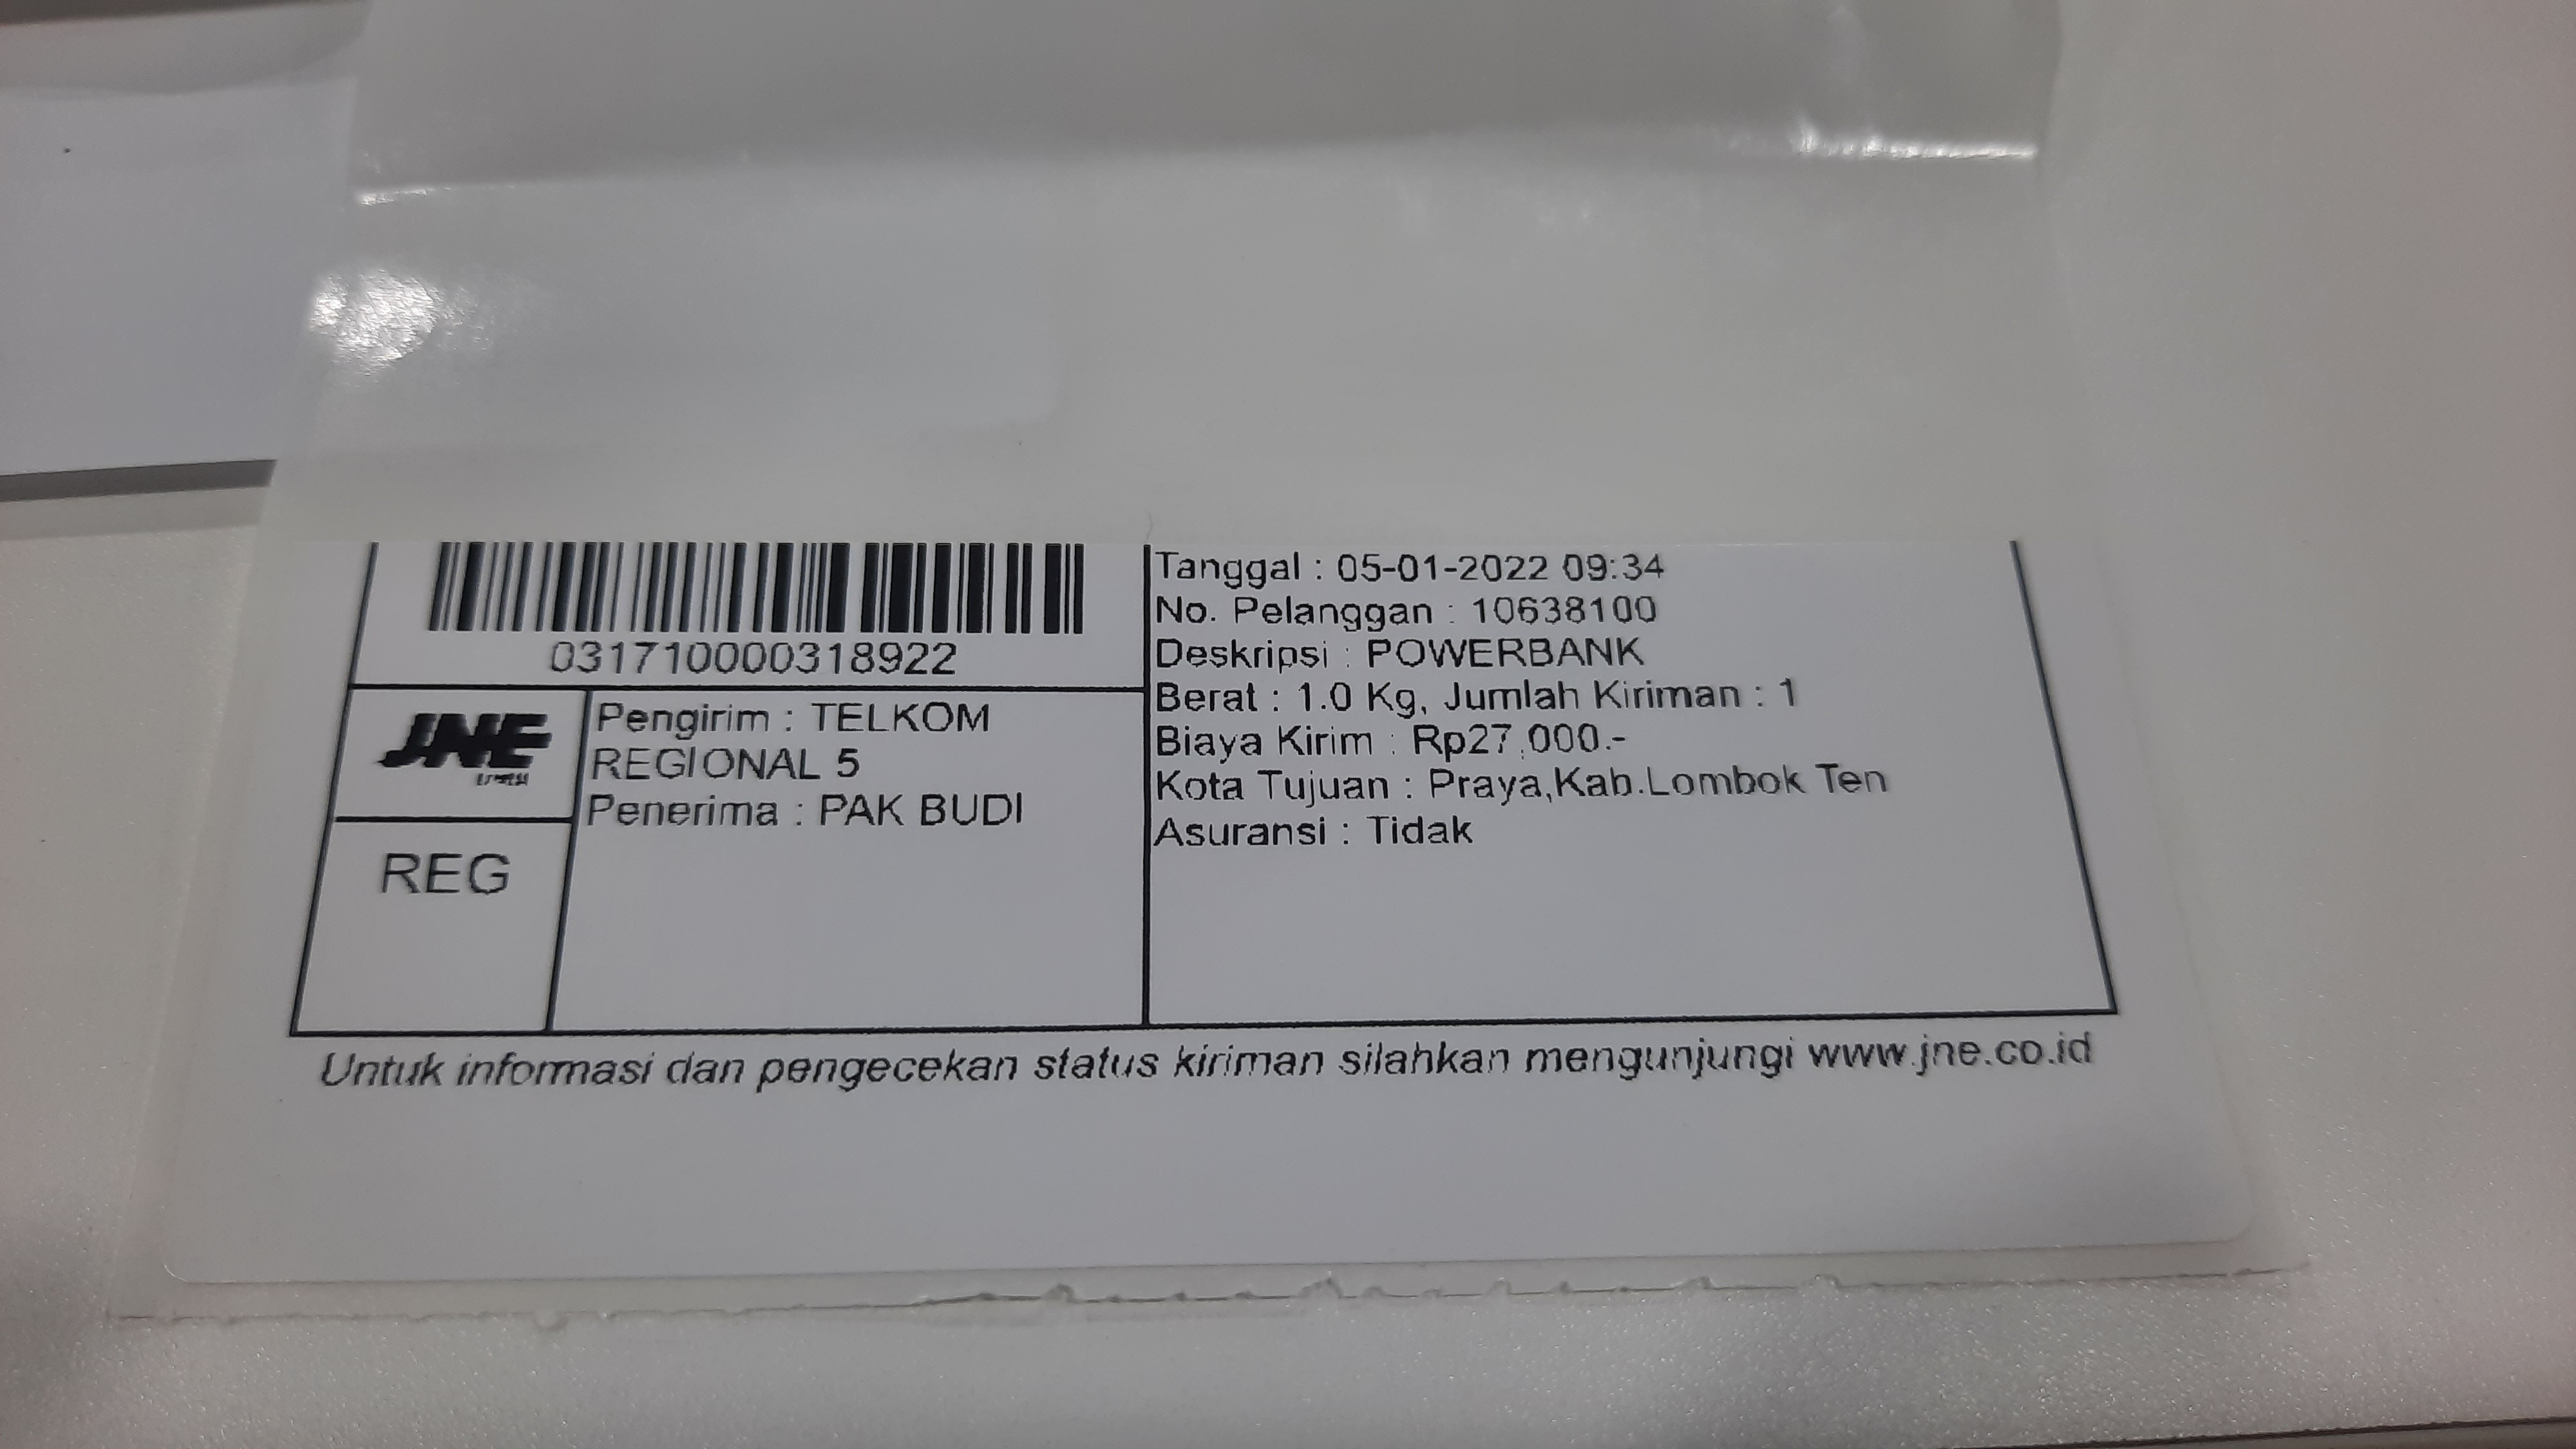 031710000318922
JNE
REG
Pengirim : TELKOM
REGIONAL 5
Penerima : PAK BUDI
Tanggal : 05-01-2022 09:34
No. Pelanggan : 10638100
Deskripsi : POWERBANK
Berat : 1.0 Kg, Jumlah Kiriman : 1
Biaya Kirim : Rp27,000.-
Kota Tujuan : Praya,Kab.Lombok Ten
Asuransi : Tidak
Untuk informasi dan pengecekan status kiriman silahkan mengunjungi www.jne.co.id